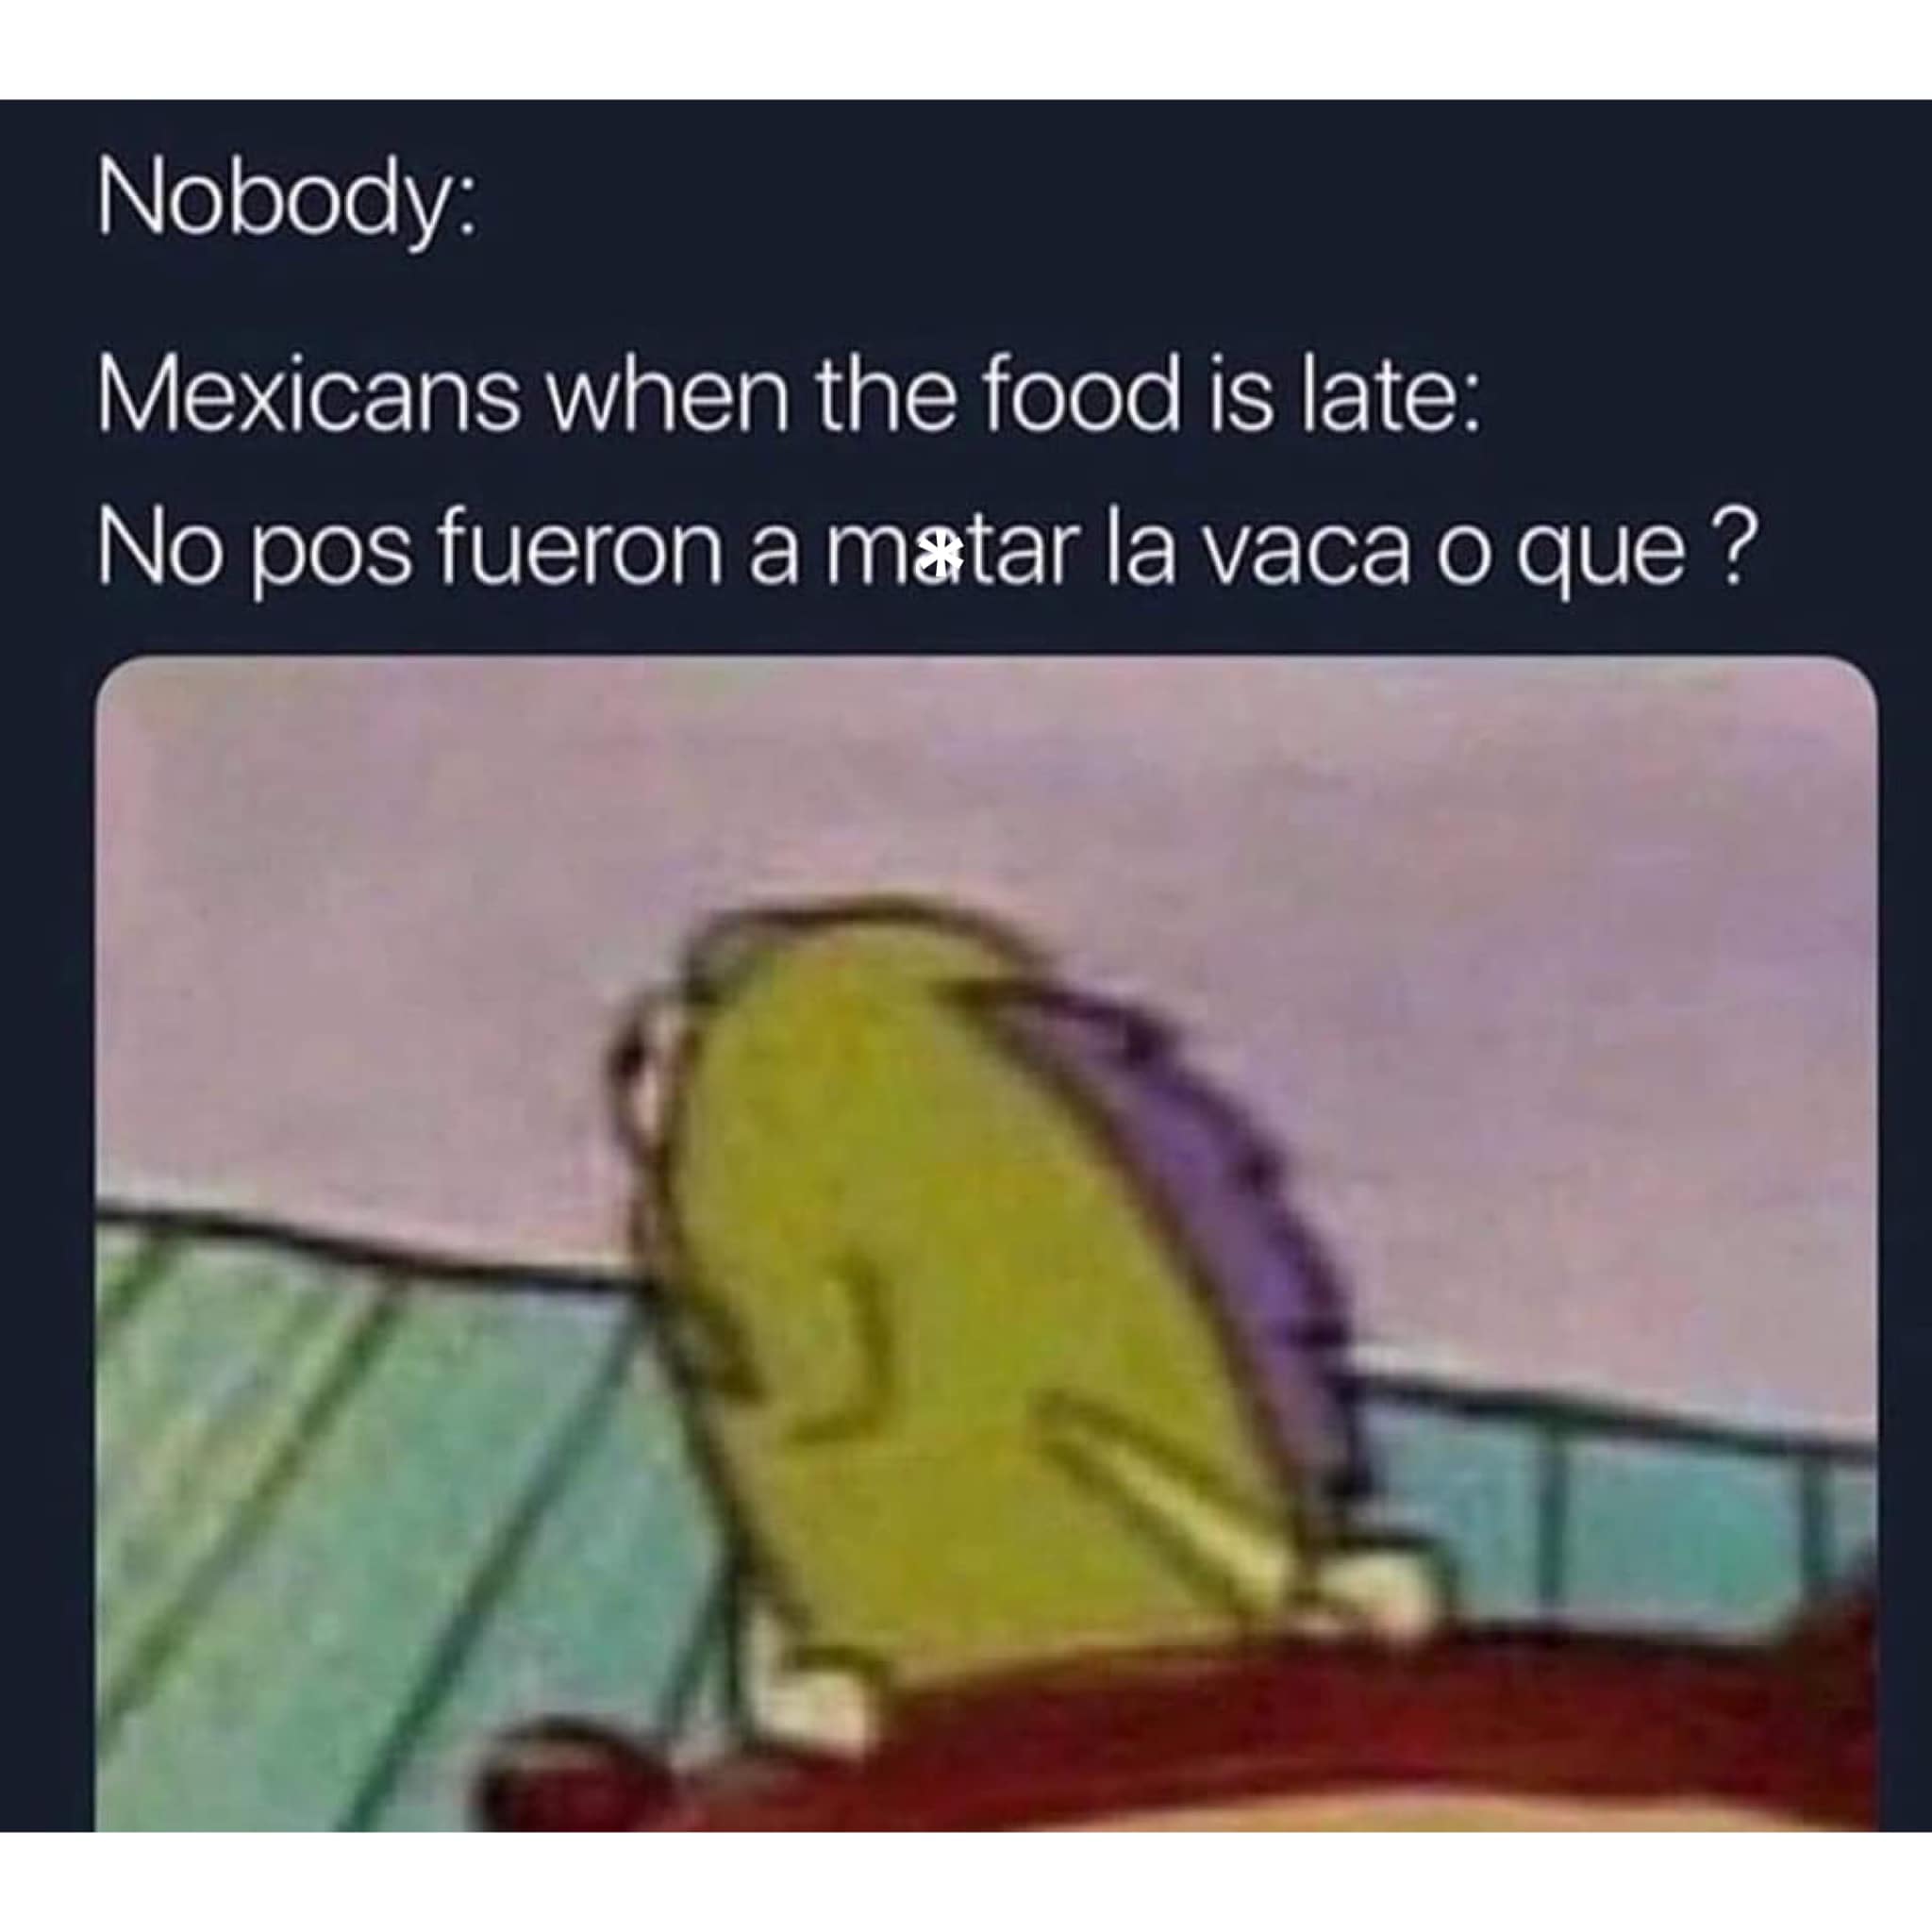 Nobody:
Mexicans when the food is late:
No pos fueron a m*tar la vaca o que ?